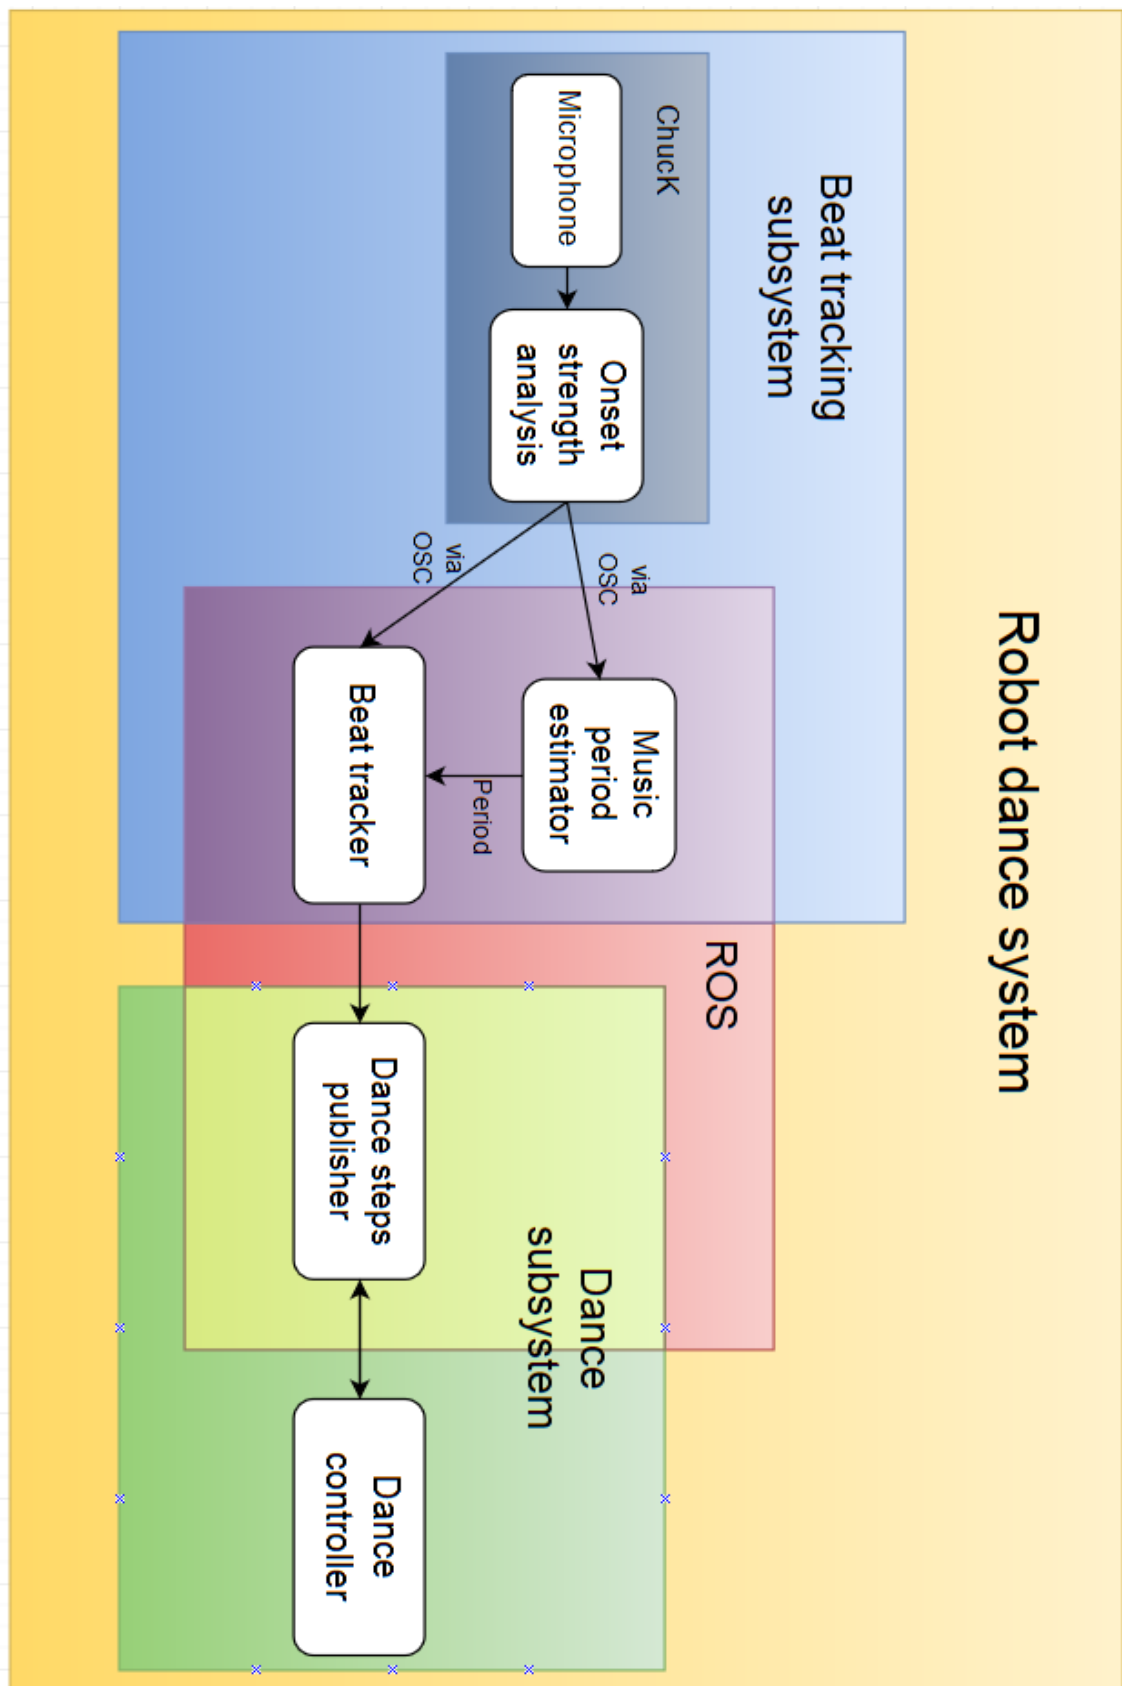 Robot dance system
Beat tracking
subsystem
ChucK
Microphone
Onset
strength
analysis
via
OSC
via
OSC
Music
period
estimator
Period
Beat tracker
ROS
Dance steps
publisher
Dance
subsystem
Dance
controller